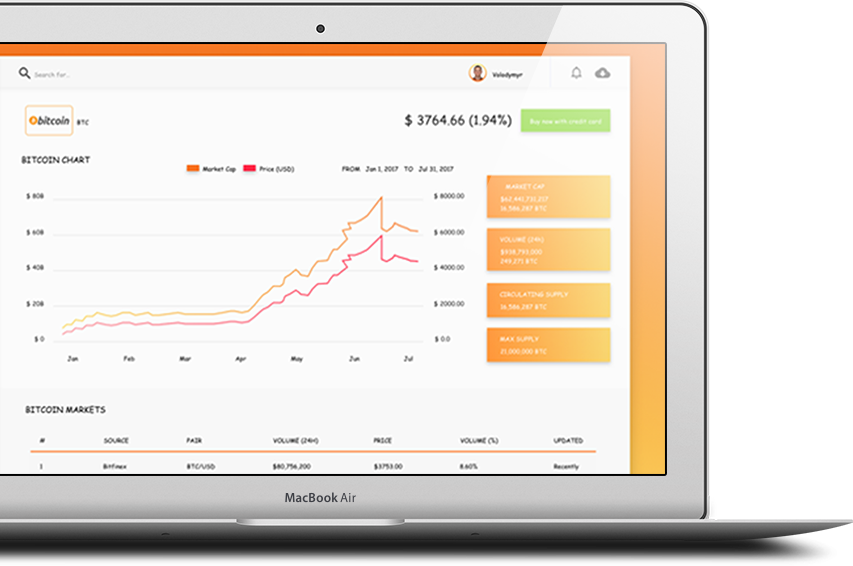 Search for..
Volodymyr
bitcoin BTC
$ 3764.66 (1.94%)
Buy now with credit card
BITCOIN CHART
Market Cap Price (USD)
FROM Jan 1, 2017 TO Jul 31, 2017
$ 80B
$ 60B
$ 40B
$ 20B
$ 0
$ 8000.00
$ 6000.00
$ 4000.00
$ 2000.00
$ 0.0
Jan Feb Mar Apr May Jun Jul
MARKET CAP
$62,441,731,217
16,586,287 BTC
VOLUME (24H)
$938,793,000
249,271 BTC
CIRCULATING SUPPLY
16,586,287 BTC
MAX SUPPLY
21,000,000 BTC
BITCOIN MARKETS
# SOURCE PAIR VOLUME (24H) PRICE VOLUME (%) UPDATED
1 Bitfinex BTC/USD $80,756,200 $3753.00 8.60% Recently
MacBook Air